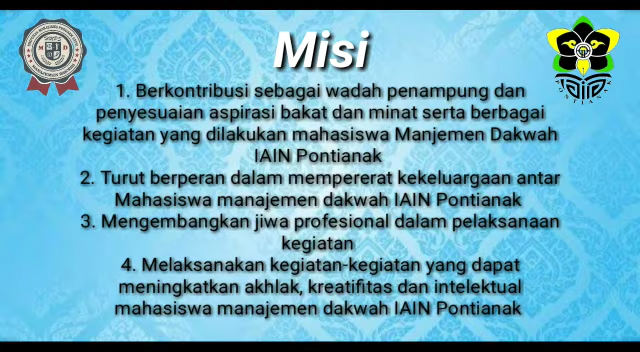 Misi
1. Berkontribusi sebagai wadah penampung dan
penyesuaian aspirasi bakat dan minat serta berbagai
kegiatan yang dilakukan mahasiswa Manjemen Dakwah
IAIN Pontianak
2. Turut berperan dalam mempererat kekeluargaan antar
Mahasiswa manajemen dakwah IAIN Pontianak
3. Mengembangkan jiwa profesional dalam pelaksanaan
kegiatan
4. Melaksanakan kegiatan-kegiatan yang dapat
meningkatkan akhlak, kreatifitas dan intelektual
mahasiswa manajemen dakwah IAIN Pontianak